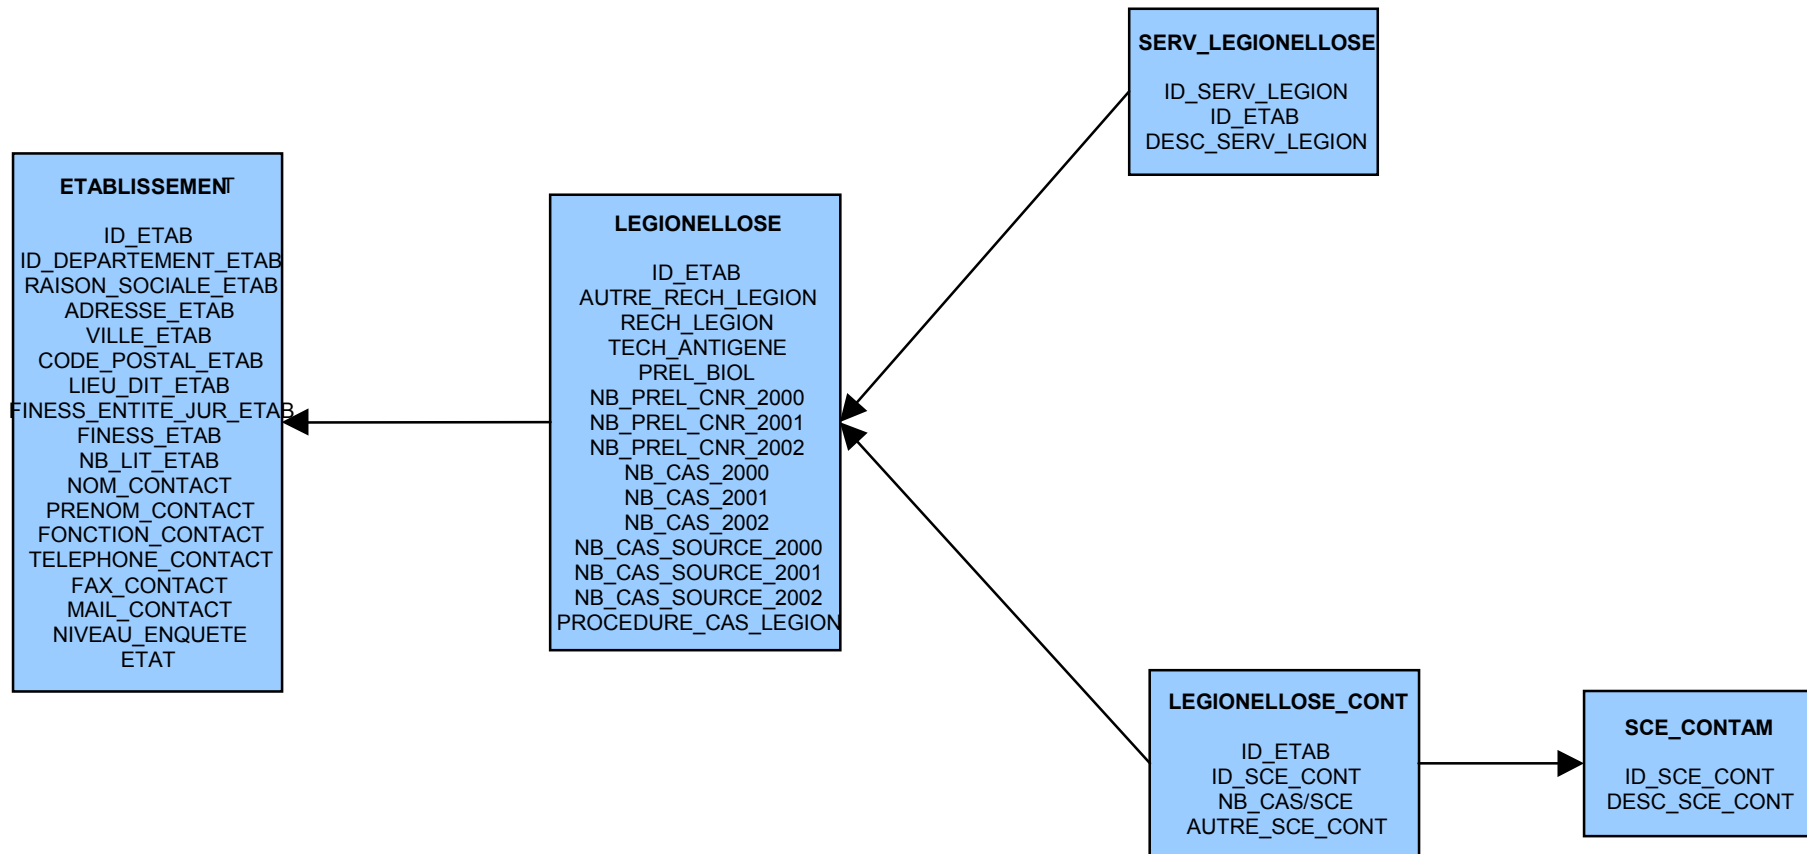 SERV_LEGIONELLOSE
ID_SERV_LEGION
ID_ETAB
DESC_SERV_LEGION
ETABLISSEMENT
ID_ETAB
ID_DEPARTEMENT_ETAB
RAISON_SOCIALE_ETAB
ADRESSE_ETAB
VILLE_ETAB
CODE_POSTAL_ETAB
LIEU_DIT_ETAB
FINESS_ENTITE_JUR_ETAB
FINESS_ETAB
NB_LIT_ETAB
NOM_CONTACT
PRENOM_CONTACT
FONCTION_CONTACT
TELEPHONE_CONTACT
FAX_CONTACT
MAIL_CONTACT
NIVEAU_ENQUETE
ETAT
LEGIONELLOSE
ID_ETAB
AUTRE_RECH_LEGION
RECH_LEGION
TECH_ANTIGENE
PREL_BIOL
NB_PREL_CNR_2000
NB_PREL_CNR_2001
NB_PREL_CNR_2002
NB_CAS_2000
NB_CAS_2001
NB_CAS_2002
NB_CAS_SOURCE_2000
NB_CAS_SOURCE_2001
NB_CAS_SOURCE_2002
PROCEDURE_CAS_LEGION
LEGIONELLOSE_CONT
ID_ETAB
ID_SCE_CONT
NB_CAS/SCE
AUTRE_SCE_CONT
SCE_CONTAM
ID_SCE_CONT
DESC_SCE_CONT